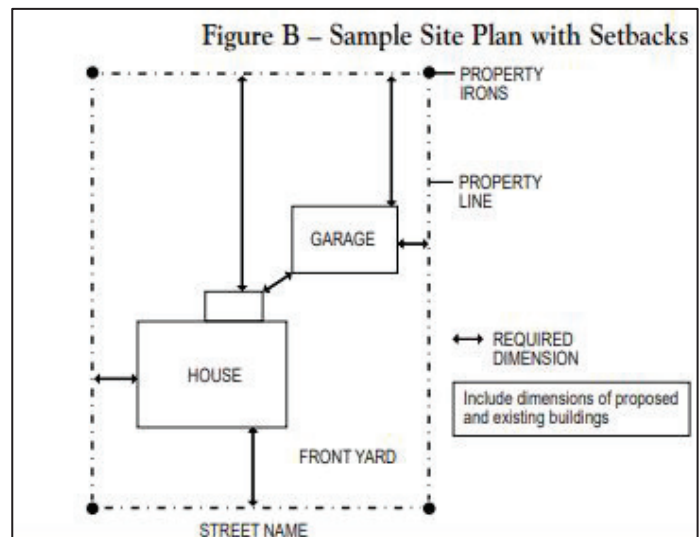 Figure B – Sample Site Plan with Setbacks
PROPERTY
IRONS
PROPERTY
LINE
GARAGE
REQUIRED
DIMENSION
HOUSE
Include dimensions of proposed
and existing buildings
FRONT YARD
STREET NAME